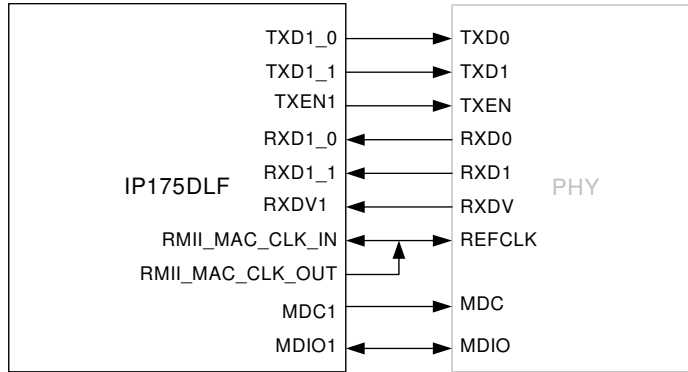 TXD1_0 TXD0
TXD1_1 TXD1
TXEN1 TXEN
RXD1_0 RXD0
RXD1_1 RXD1
IP175DLF PHY
RXDV1 RXDV
RMII_MAC_CLK_IN REFCLK
RMII_MAC_CLK_OUT
MDC1 MDC
MDIO1 MDIO